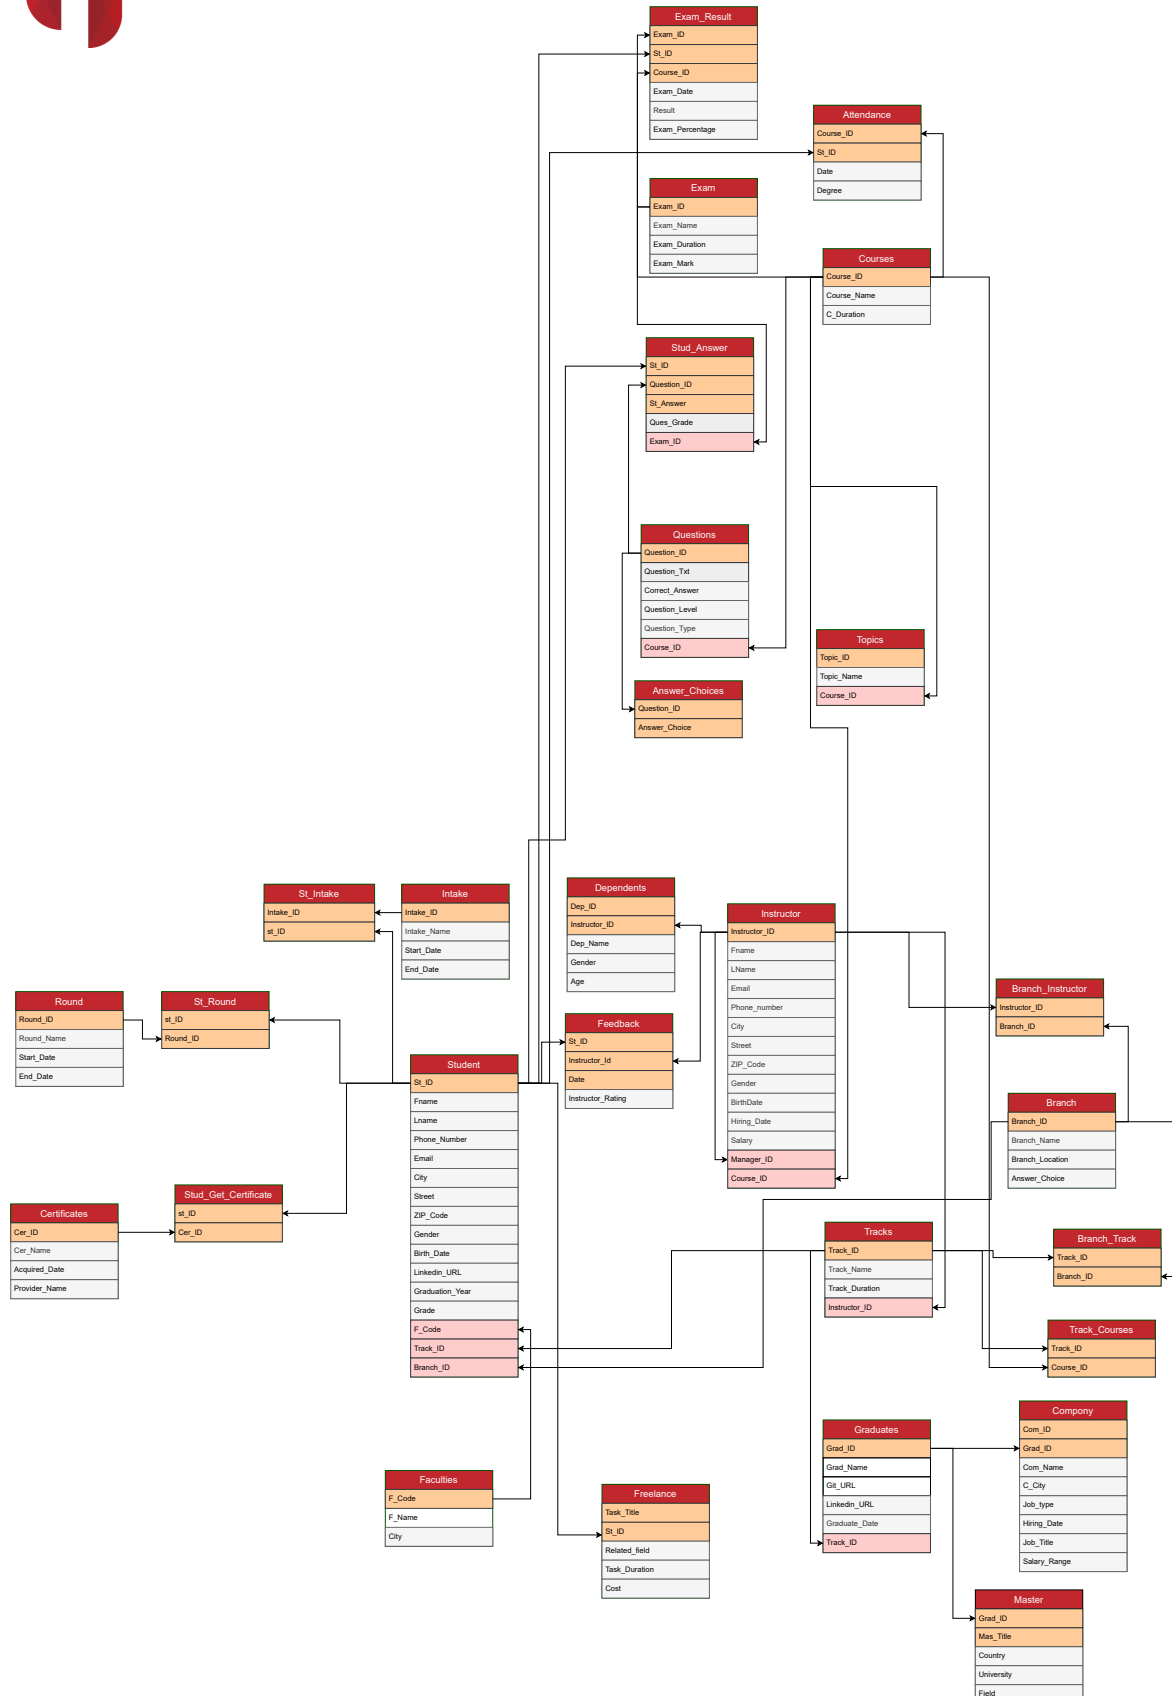 Exam_Result
Exam_ID
St_ID
Course_ID
Exam_Date
Result
Exam_Percentage
Attendance
Course_ID
St_ID
Date
Degree
Exam
Exam_ID
Exam_Name
Exam_Duration
Exam_Mark
Courses
Course_ID
Course_Name
C_Duration
Stud_Answer
St_ID
Question_ID
St_Answer
Ques_Grade
Exam_ID
Questions
Question_ID
Question_Txt
Correct_Answer
Question_Level
Question_Type
Course_ID
Topics
Topic_ID
Topic_Name
Course_ID
Answer_Choices
Question_ID
Answer_Choice
St_Intake
Intake_ID
st_ID
Intake
Intake_ID
Intake_Name
Start_Date
End_Date
Dependents
Dep_ID
Instructor_ID
Dep_Name
Gender
Age
Instructor
Instructor_ID
Fname
LName
Email
Phone_number
City
Street
ZIP_Code
Gender
BirthDate
Hiring_Date
Salary
Manager_ID
Course_ID
Branch_Instructor
Instructor_ID
Branch_ID
Round
Round_ID
Round_Name
Start_Date
End_Date
St_Round
st_ID
Round_ID
Feedback
St_ID
Instructor_Id
Date
Instructor_Rating
Student
St_ID
Fname
Lname
Phone_Number
Email
City
Street
ZIP_Code
Gender
Birth_Date
Linkedin_URL
Graduation_Year
Grade
F_Code
Track_ID
Branch_ID
Branch
Branch_ID
Branch_Name
Branch_Location
Answer_Choice
Stud_Get_Certificate
st_ID
Cer_ID
Certificates
Cer_ID
Cer_Name
Acquired_Date
Provider_Name
Tracks
Track_ID
Track_Name
Track_Duration
Instructor_ID
Branch_Track
Track_ID
Branch_ID
Track_Courses
Track_ID
Course_ID
Compony
Com_ID
Grad_ID
Com_Name
C_City
Job_type
Hiring_Date
Job_Title
Salary_Range
Graduates
Grad_ID
Grad_Name
Git_URL
Linkedin_URL
Graduate_Date
Track_ID
Faculties
F_Code
F_Name
City
Freelance
Task_Title
St_ID
Related_field
Task_Duration
Cost
Master
Grad_ID
Mas_Title
Country
University
Field